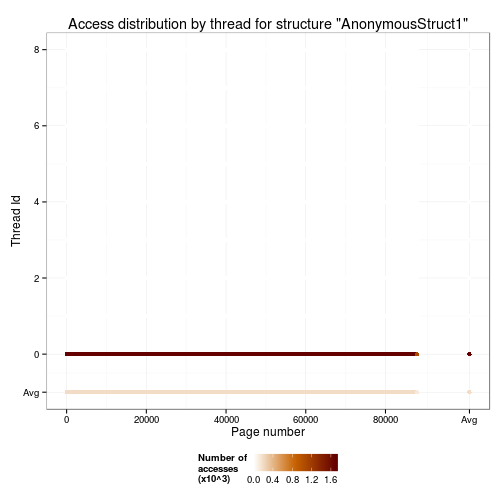 Access distribution by thread for structure "AnonymousStruct1"
Thread Id
8
6
4
2
0
Avg
0 20000 40000 60000 80000 Avg
Page number
Number of
accesses
(x10^3)
0.0 0.4 0.8 1.2 1.6